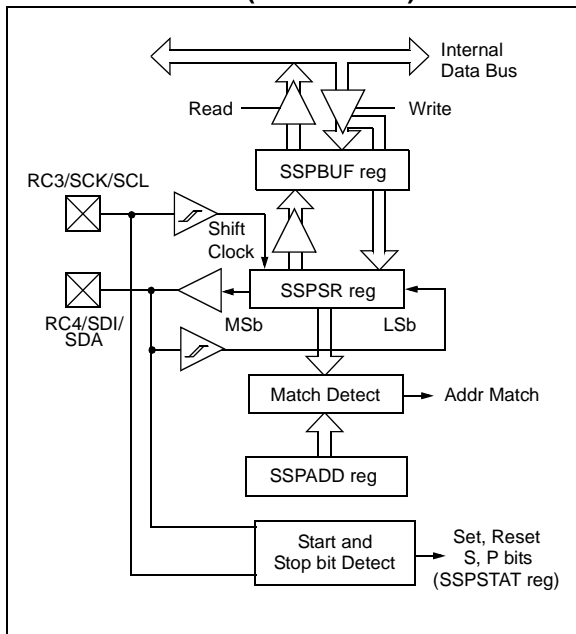 Internal
Data Bus
Read
Write
SSPBUF reg
RC3/SCK/SCL
Shift
Clock
SSPSR reg
MSb
LSb
RC4/SDI/
SDA
Match Detect
Addr Match
SSPADD reg
Start and
Stop bit Detect
Set, Reset
S, P bits
(SSPSTAT reg)